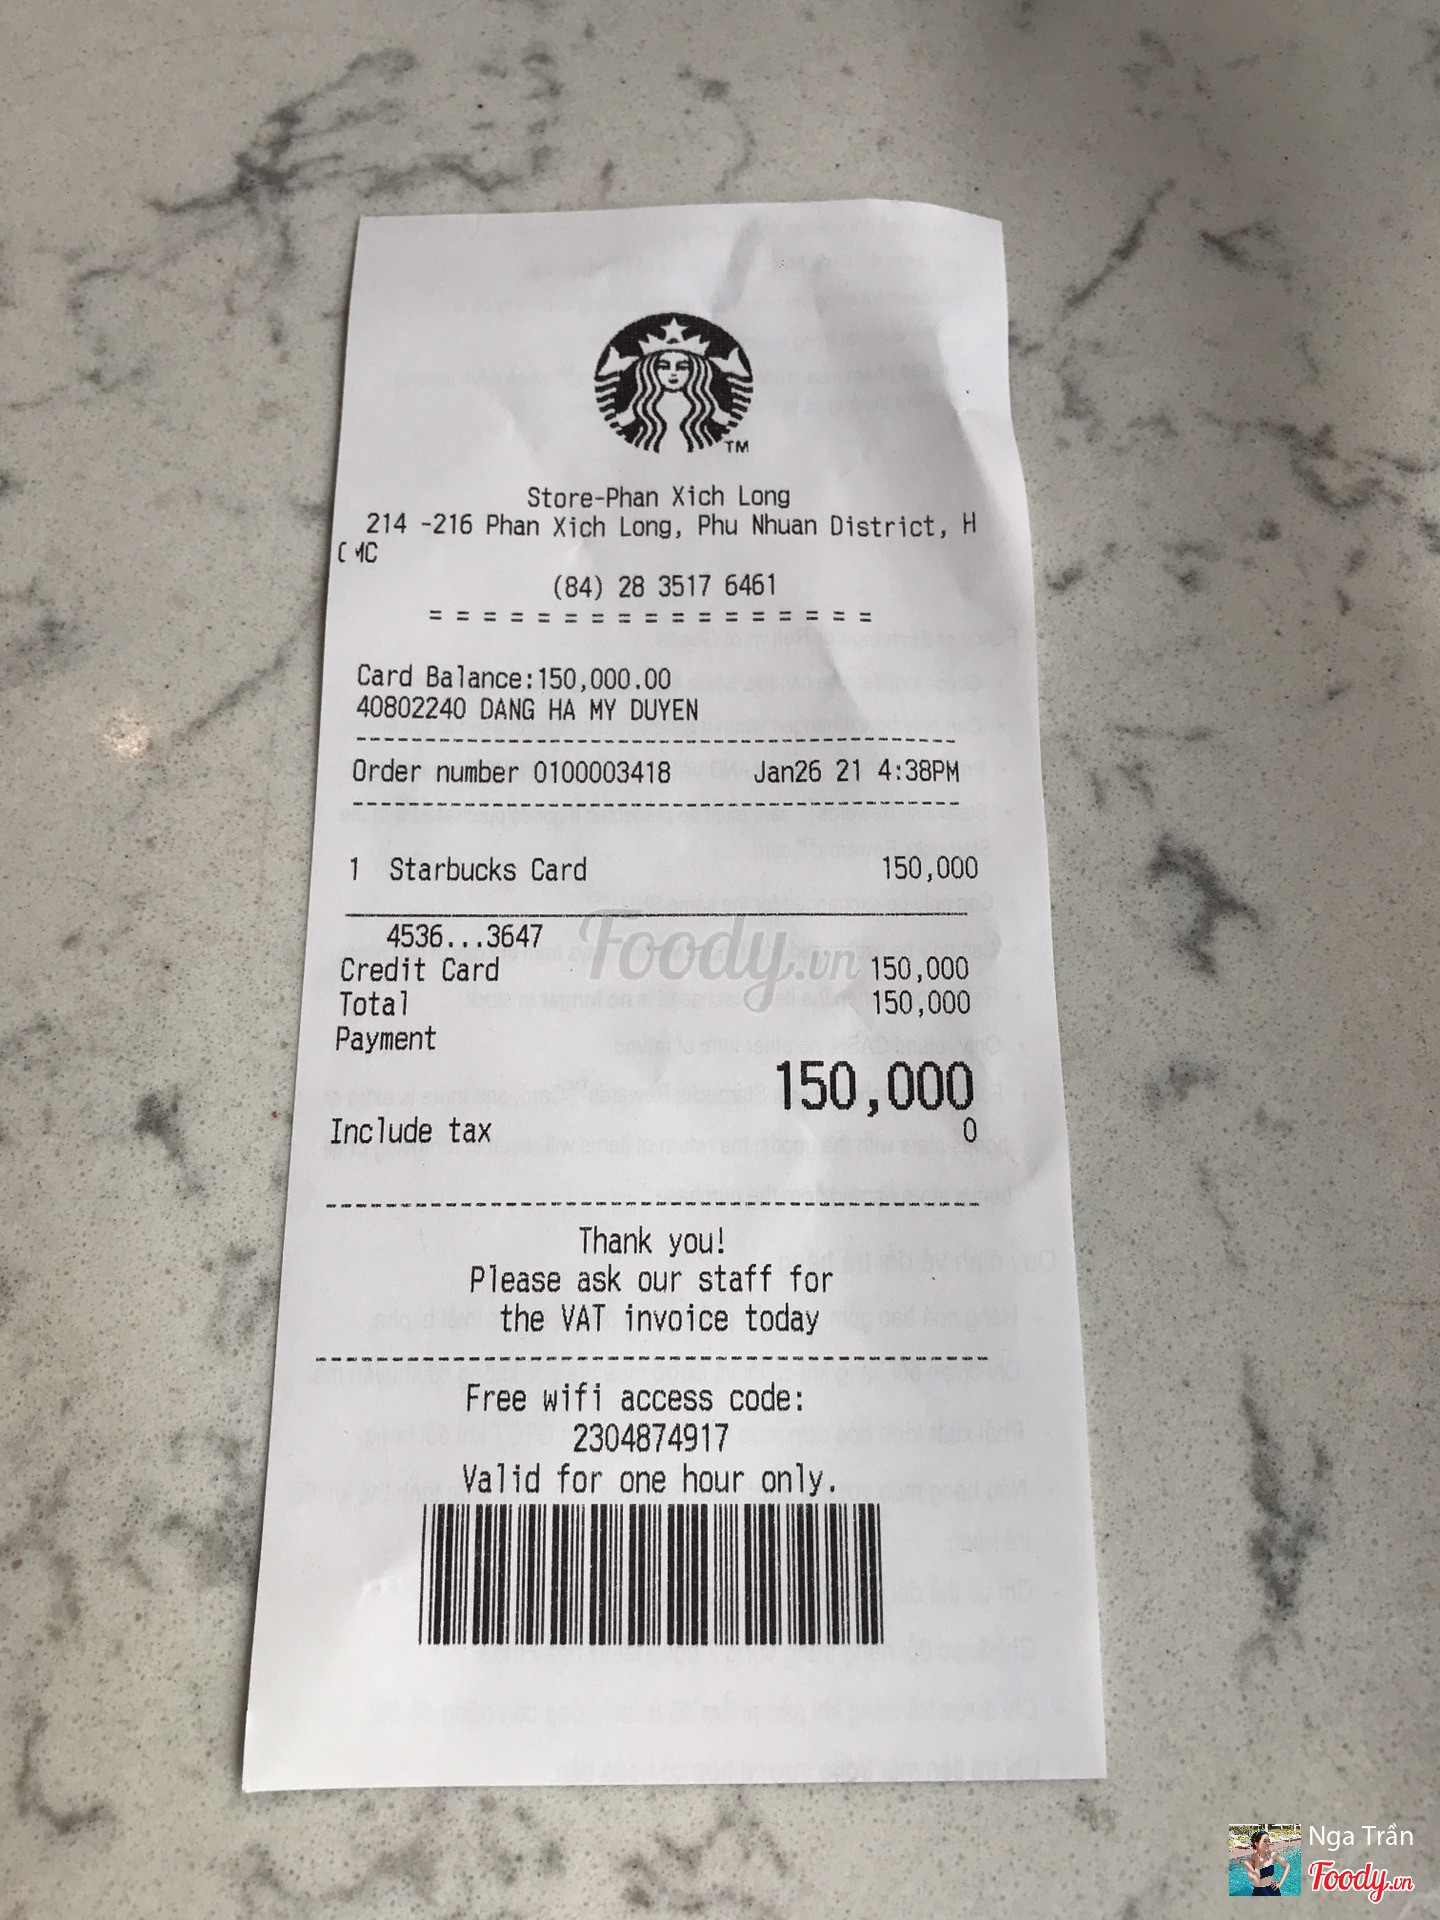 TM
Store-Phan Xich Long
214 -216 Phan Xich Long, Phu Nhuan District, H
CMC
(84) 28 3517 6461
= = = = = = = = = = = = = = = = =
Card Balance:150,000.00
40802240 DANG HA MY DUYEN
Order number 0100003418 Jan26 21 4:38PM
1 Starbucks Card 150,000
4536...3647
Foody.vn
Credit Card 150,000
Total 150,000
Payment
150,000
Include tax 0
Thank you!
Please ask our staff for
the VAT invoice today
Free wifi access code:
2304874917
Valid for one hour only.
Nga Trần
Foody.vn